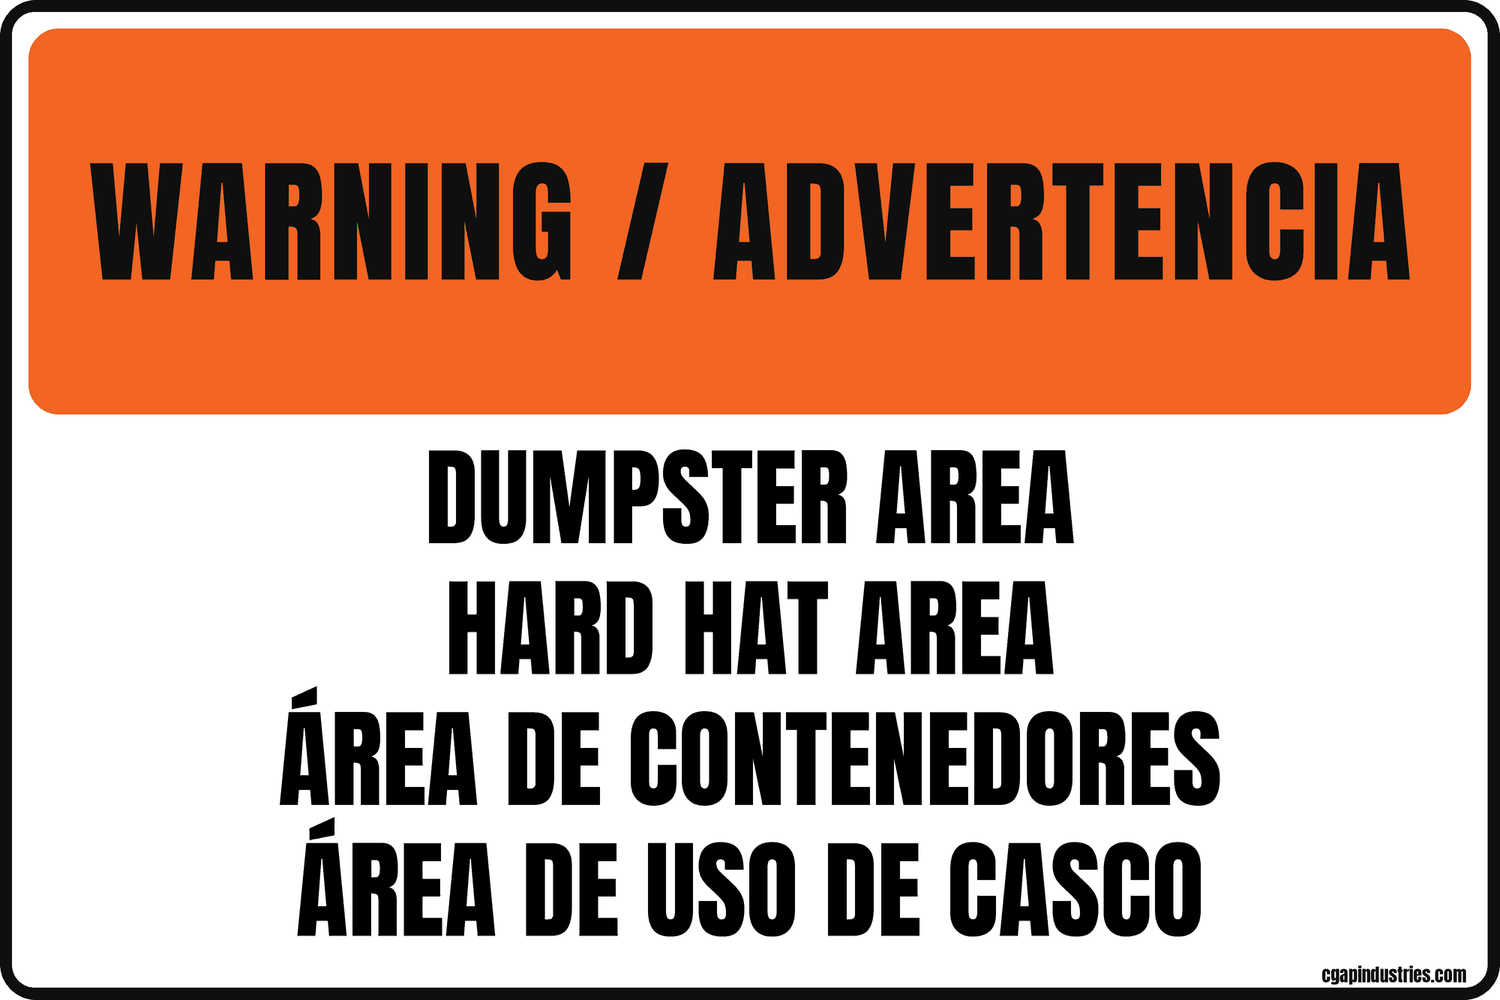 WARNING / ADVERTENCIA
DUMPSTER AREA
HARD HAT AREA
ÁREA DE CONTENEDORES
ÁREA DE USO DE CASCO
cgapindustries.com